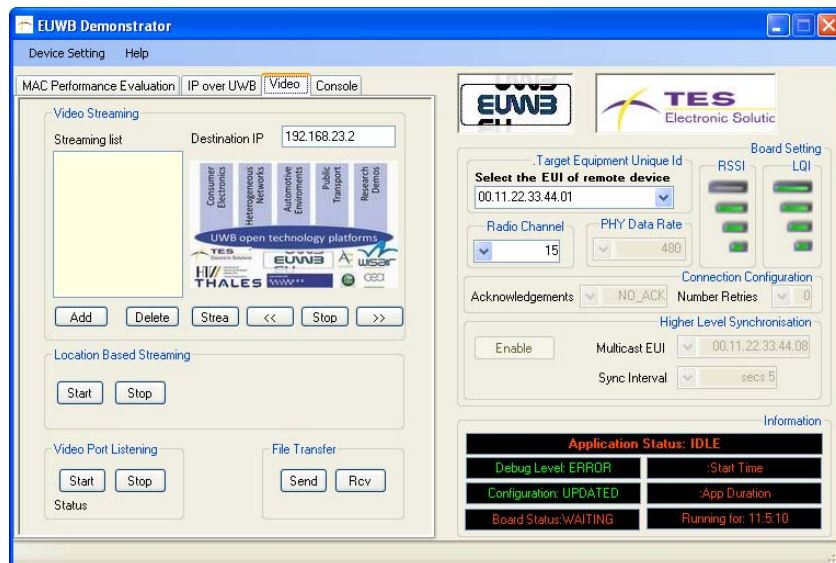 EUWB Demonstrator
Device Setting Help
MAC Performance Evaluation IP over UWB Video Console
Video Streaming
Streaming list
Destination IP 192.168.23.2
Consumer Electronics
Heterogeneous Networks
Automotive Enviroments
Public Transport
Research Demos
UWB open technology platforms
TES
EUWB
wisair
THALES
cea
Add Delete Strea << Stop >>
Location Based Streaming
Start Stop
Video Port Listening
Start Stop
Status
File Transfer
Send Rcv
EUWB
TES
Electronic Solutic
Board Setting
.Target Equipment Unique Id
Select the EUI of remote device
00.11.22.33.44.01
RSSI LQI
Radio Channel
15
PHY Data Rate
480
Connection Configuration
Acknowledgements NO_ACK Number Retries 0
Higher Level Synchronisation
Enable Multicast EUI 00.11.22.33.44.08
Sync Interval secs 5
Information
Application Status: IDLE
Debug Level: ERROR :Start Time
Configuration: UPDATED :App Duration
Board Status:WAITING Running for: 11:5:10